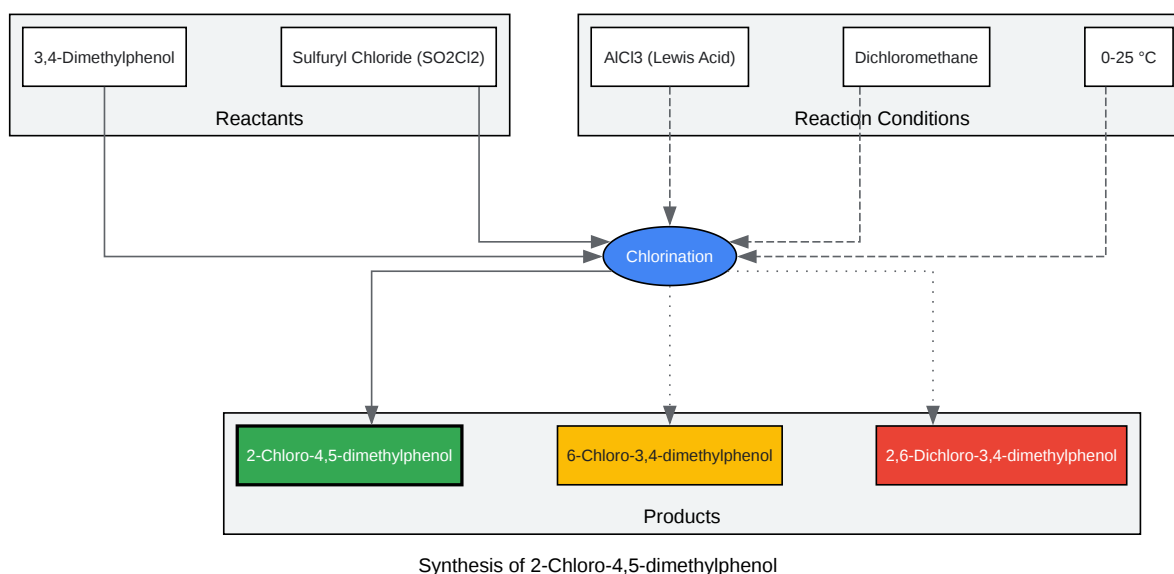 3,4-Dimethylphenol
Sulfuryl Chloride (SO2Cl2)
Reactants
AlCl3 (Lewis Acid)
Dichloromethane
0-25 °C
Reaction Conditions
Chlorination
2-Chloro-4,5-dimethylphenol
6-Chloro-3,4-dimethylphenol
2,6-Dichloro-3,4-dimethylphenol
Products
Synthesis of 2-Chloro-4,5-dimethylphenol